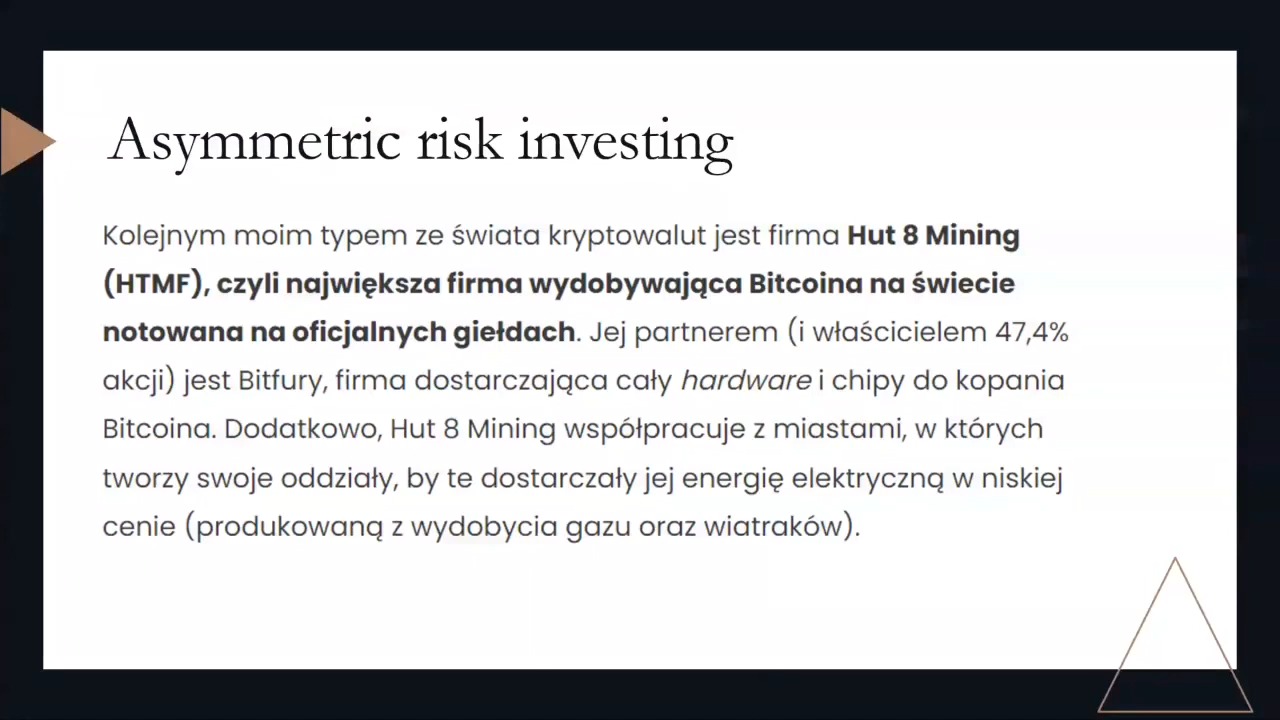 Asymmetric risk investing
Kolejnym moim typem ze świata kryptowalut jest firma Hut 8 Mining
(HTMF), czyli największa firma wydobywająca Bitcoina na świecie
notowana na oficjalnych giełdach. Jej partnerem (i właścicielem 47,4%
akcji) jest Bitfury, firma dostarczająca cały hardware i chipy do kopania
Bitcoina. Dodatkowo, Hut 8 Mining współpracuje z miastami, w których
tworzy swoje oddziały, by te dostarczały jej energię elektryczną w niskiej
cenie (produkowaną z wydobycia gazu oraz wiatraków).